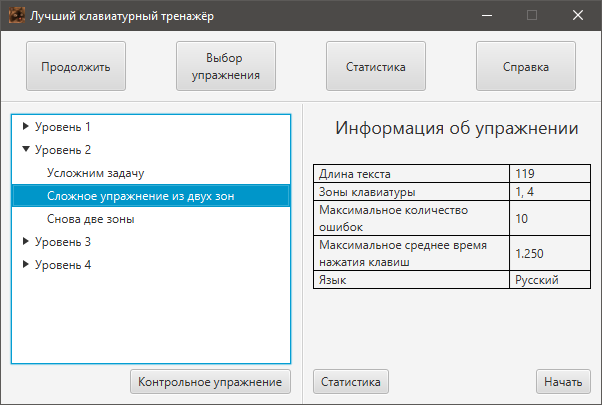 Лучший клавиатурный тренажёр
Продолжить
Выбор
упражнения
Статистика
Справка
Уровень 1
Уровень 2
Усложним задачу
Сложное упражнение из двух зон
Снова две зоны
Уровень 3
Уровень 4
Контрольное упражнение
Информация об упражнении
Длина текста 119
Зоны клавиатуры 1, 4
Максимальное количество
ошибок 10
Максимальное среднее время
нажатия клавиш 1.250
Язык Русский
Статистика
Начать